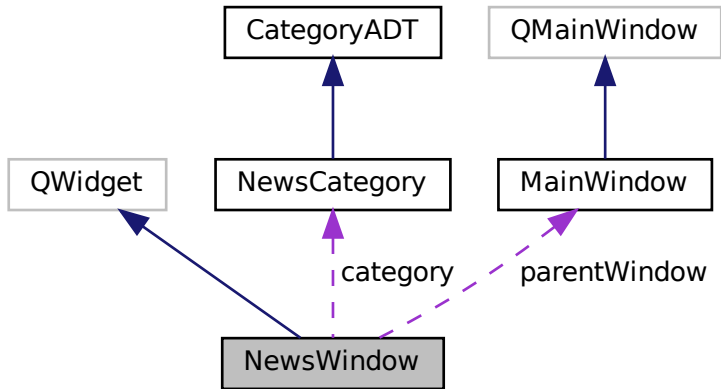 CategoryADT
QMainWindow
QWidget
NewsCategory
MainWindow
category
parentWindow
NewsWindow